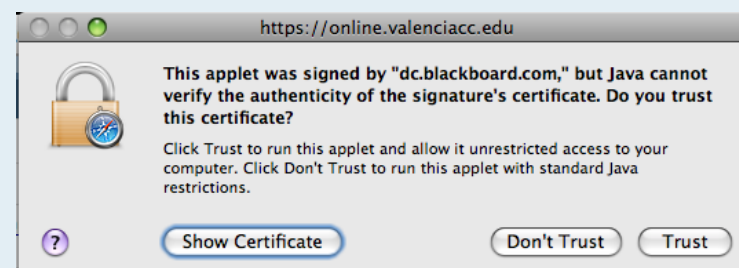 https://online.valenciacc.edu
This applet was signed by "dc.blackboard.com," but Java cannot
verify the authenticity of the signature's certificate. Do you trust
this certificate?
Click Trust to run this applet and allow it unrestricted access to your
computer. Click Don't Trust to run this applet with standard Java
restrictions.
? Show Certificate Don't Trust Trust